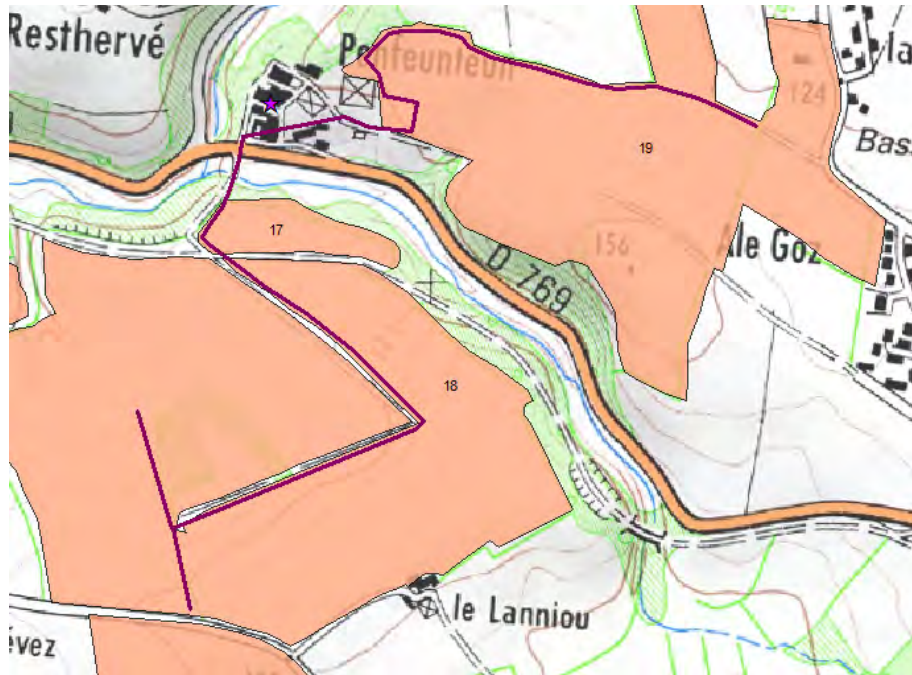 Resthervé
Penfeunteun
la
124
Bass
19
17
156
Ale Goz
D 769
18
le Lanniou
évez